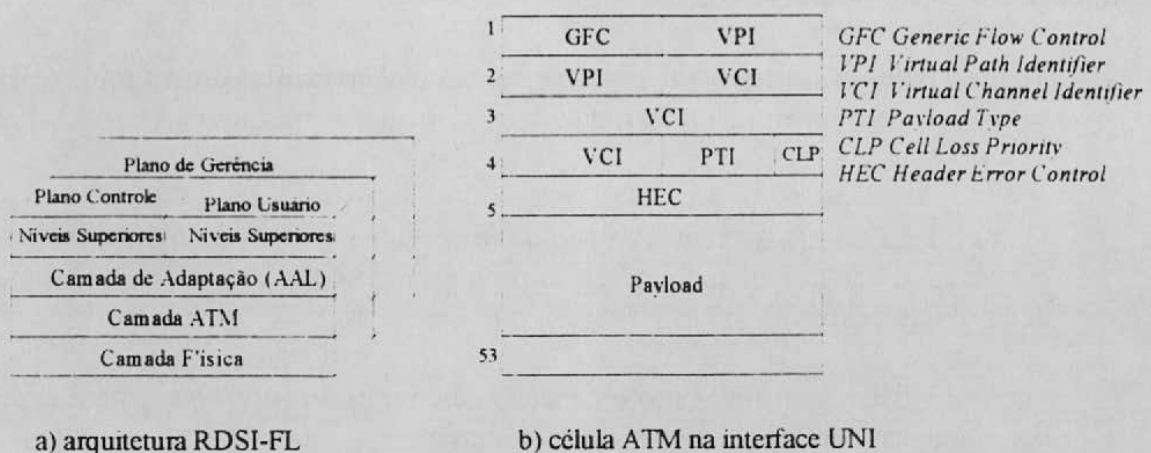 Plano de Gerência
Plano Controle Plano Usuário
Níveis Superiores Níveis Superiores
Camada de Adaptação (AAL)
Camada ATM
Camada F'isica
a) arquitetura RDSI-FL
1 GFC VPI
2 VPI VCI
3 VCI
4 VCI PTI CLP
5 HEC
Payload
53
GFC Generic Flow Control
VPI Virtual Path Identifier
VCI Virtual Channel Identifier
PTI Payload Type
CLP Cell Loss Priority
HEC Header Error Control
b) célula ATM na interface UNI